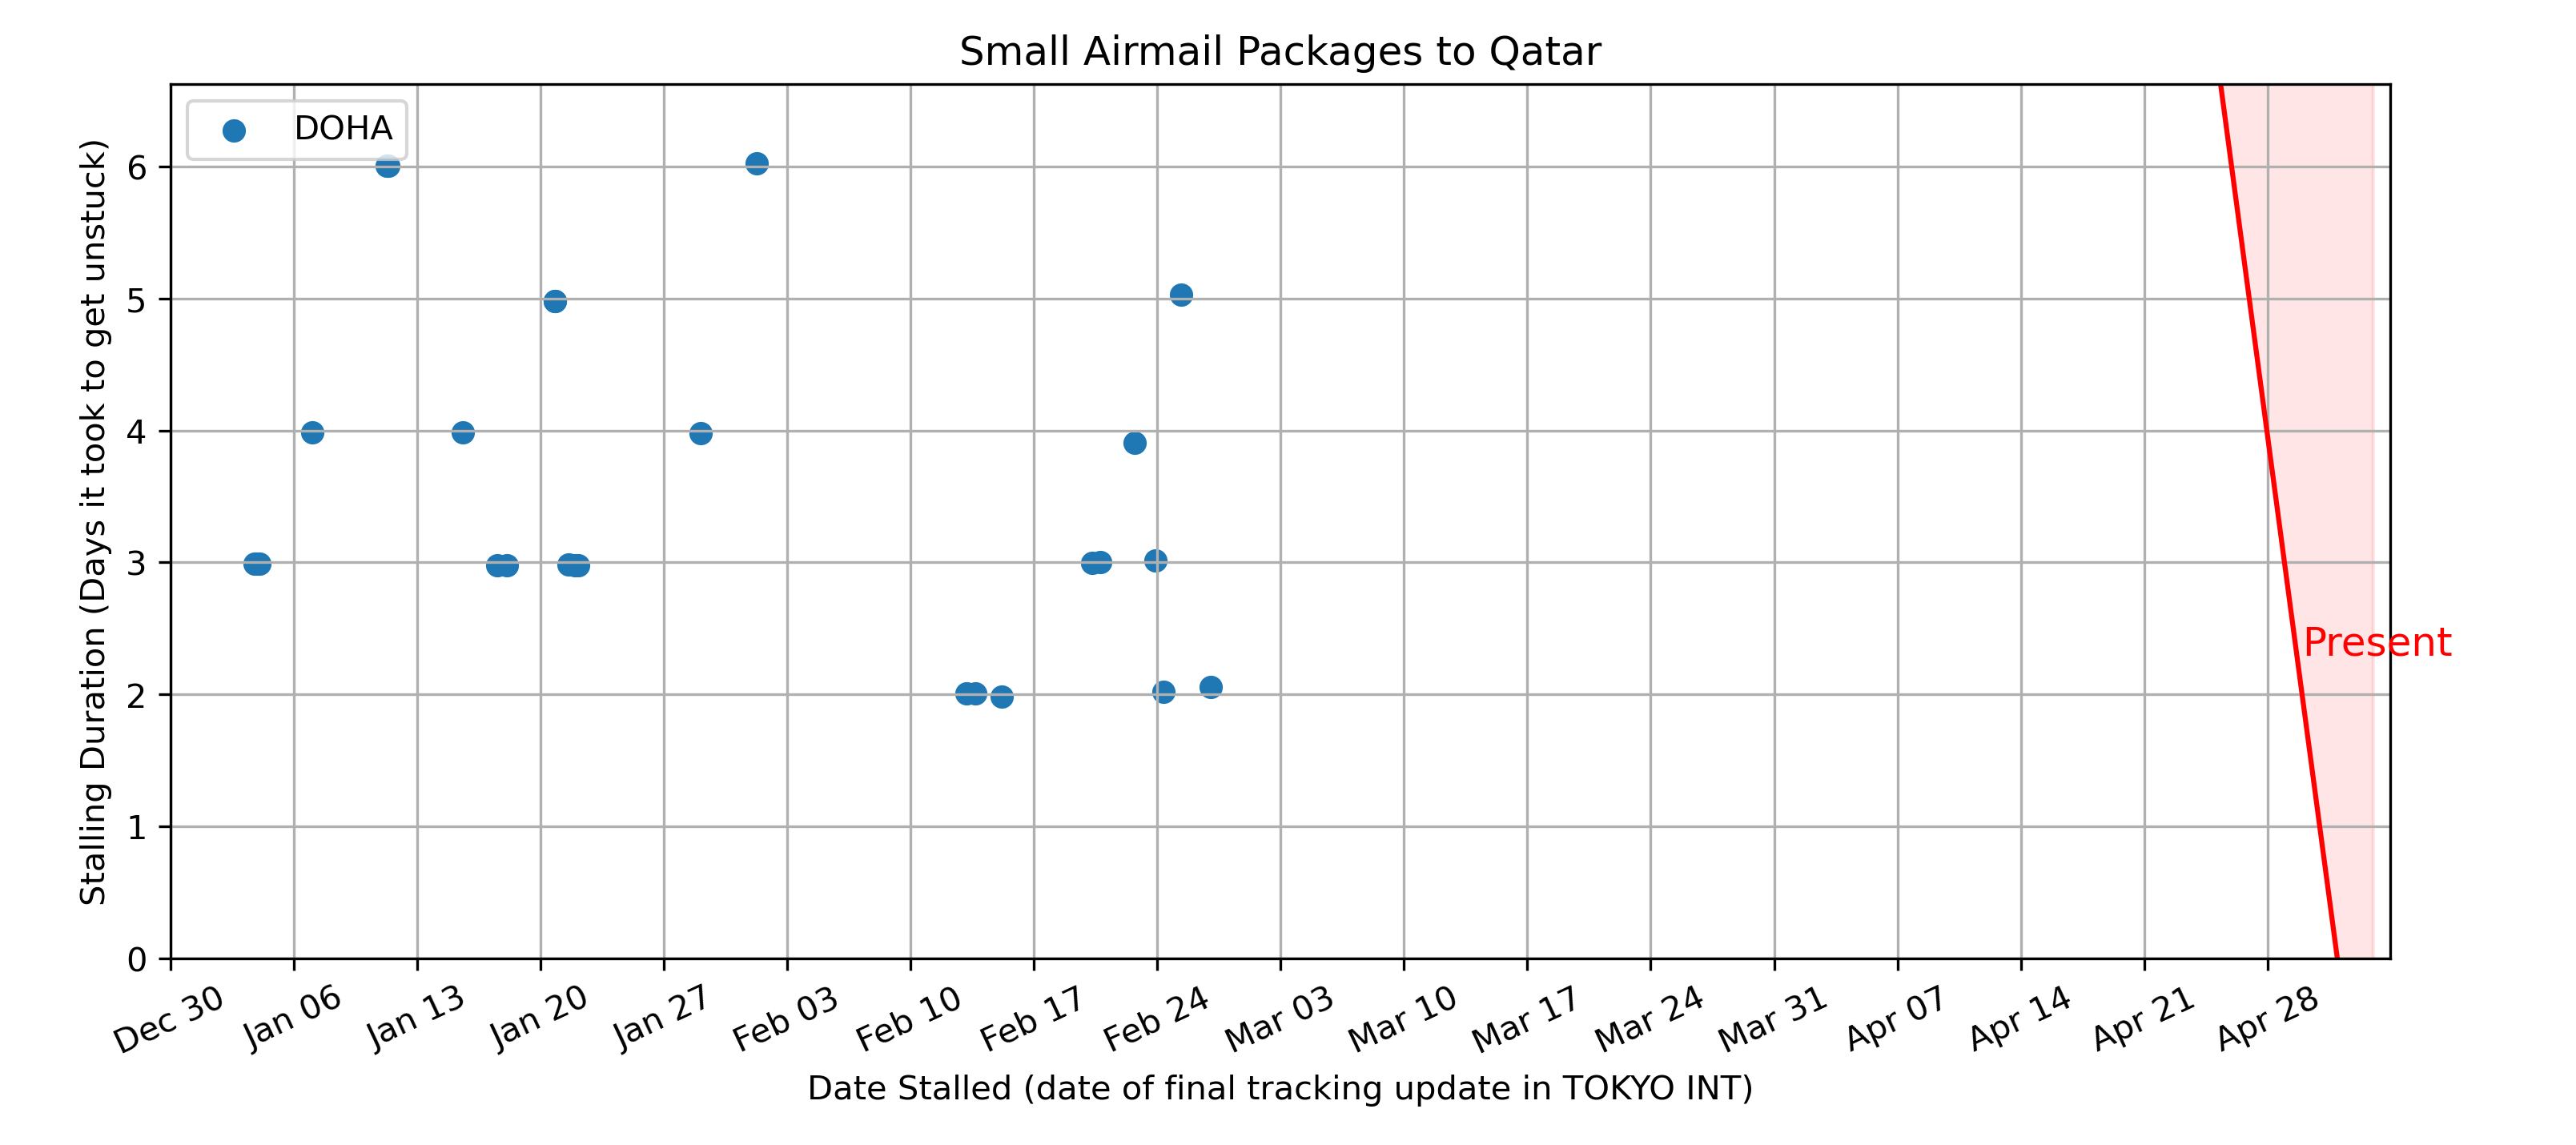 Small Airmail Packages to Qatar
DOHA
Stalling Duration (Days it took to get unstuck)
6
5
4
3
2
1
0
Present
Dec 30
Jan 06
Jan 13
Jan 20
Jan 27
Feb 03
Feb 10
Feb 17
Feb 24
Mar 03
Mar 10
Mar 17
Mar 24
Mar 31
Apr 07
Apr 14
Apr 21
Apr 28
Date Stalled (date of final tracking update in TOKYO INT)